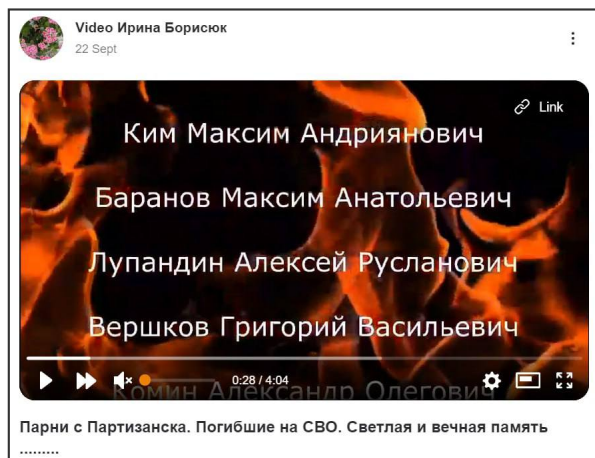 Video Ирина Борисюк
22 Sept
Link
Ким Максим Андриянович
Баранов Максим Анатольевич
Лупандин Алексей Русланович
Вершков Григорий Васильевич
0:28 / 4:04
Комин Александр Олегович
Парни с Партизанска. Погибшие на СВО. Светлая и вечная память
.........